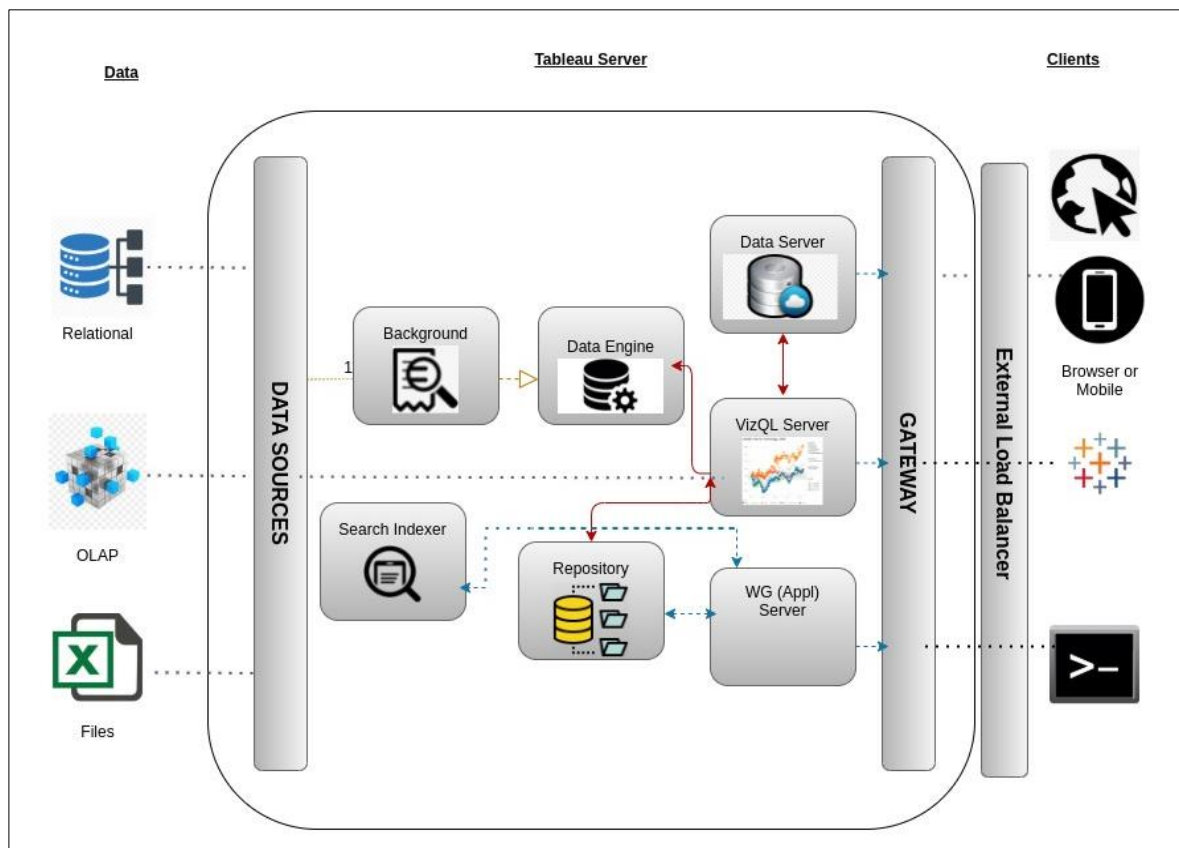 Data
Tableau Server
Clients
Relational
OLAP
Files
DATA SOURCES
1
Background
Data Engine
Data Server
VizQL Server
Search Indexer
Repository
WG (Appl)
Server
GATEWAY
External Load Balancer
Browser or
Mobile
>–